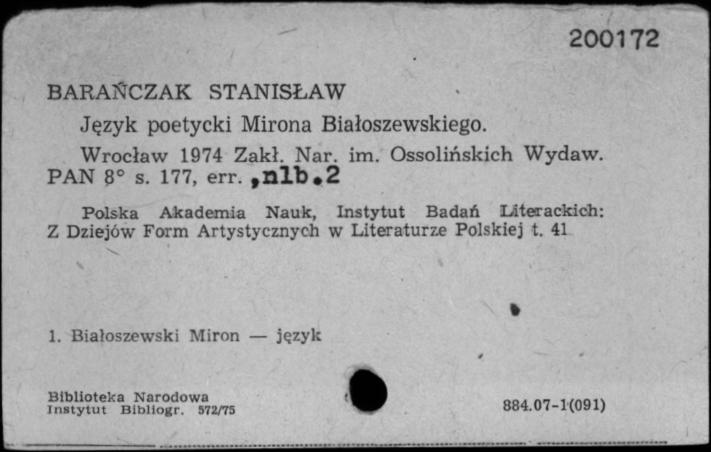 200172
BARAŃCZAK STANISŁAW
Język poetycki Mirona Białoszewskiego.
Wrocław 1974 Zakł. Nar. im. Ossolińskich Wydaw.
PAN 8° s. 177, err. ,nlb.2
Polska Akademia Nauk, Instytut Badań Literackich:
Z Dziejów Form Artystycznych w Literaturze Polskiej t. 41
1. Białoszewski Miron — język
Biblioteka Narodowa
Instytut Bibliogr. 572/75
884.07-1(091)